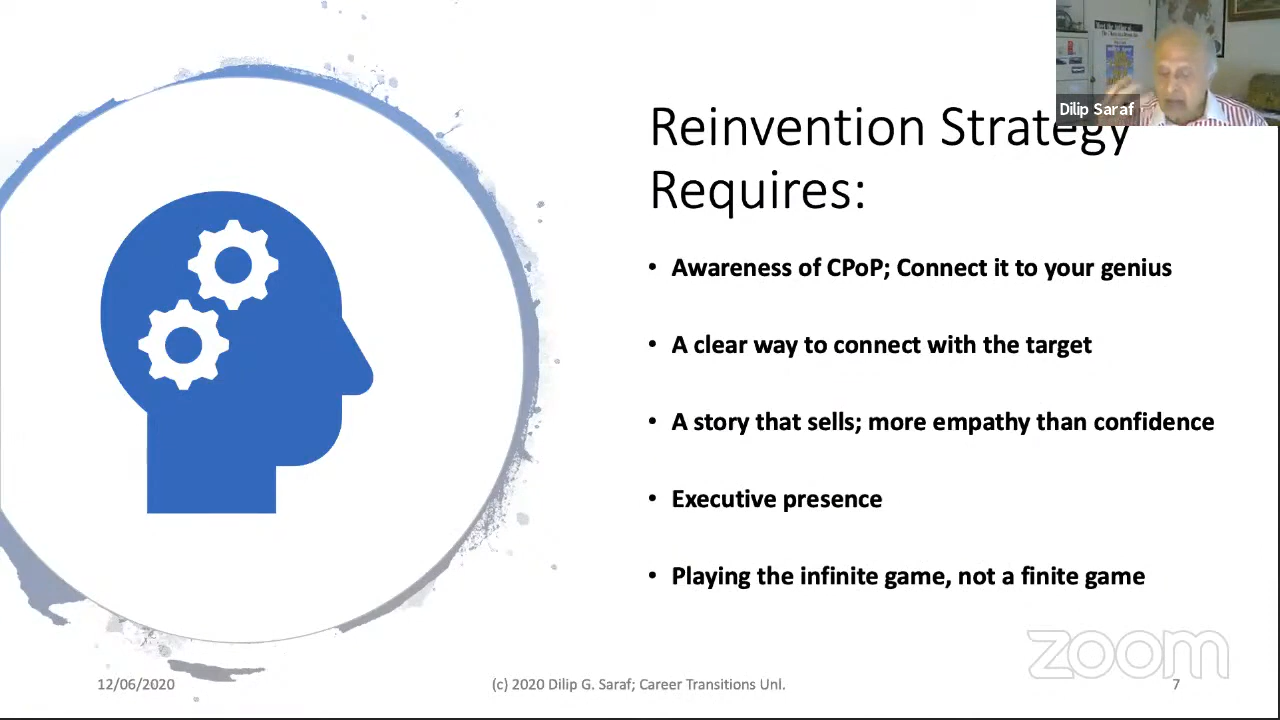 Dilip Saraf
Reinvention Strategy
Requires:
• Awareness of CPoP; Connect it to your genius
• A clear way to connect with the target
• A story that sells; more empathy than confidence
• Executive presence
• Playing the infinite game, not a finite game
zoom
12/06/2020
(c) 2020 Dilip G. Saraf; Career Transitions Unl.
7